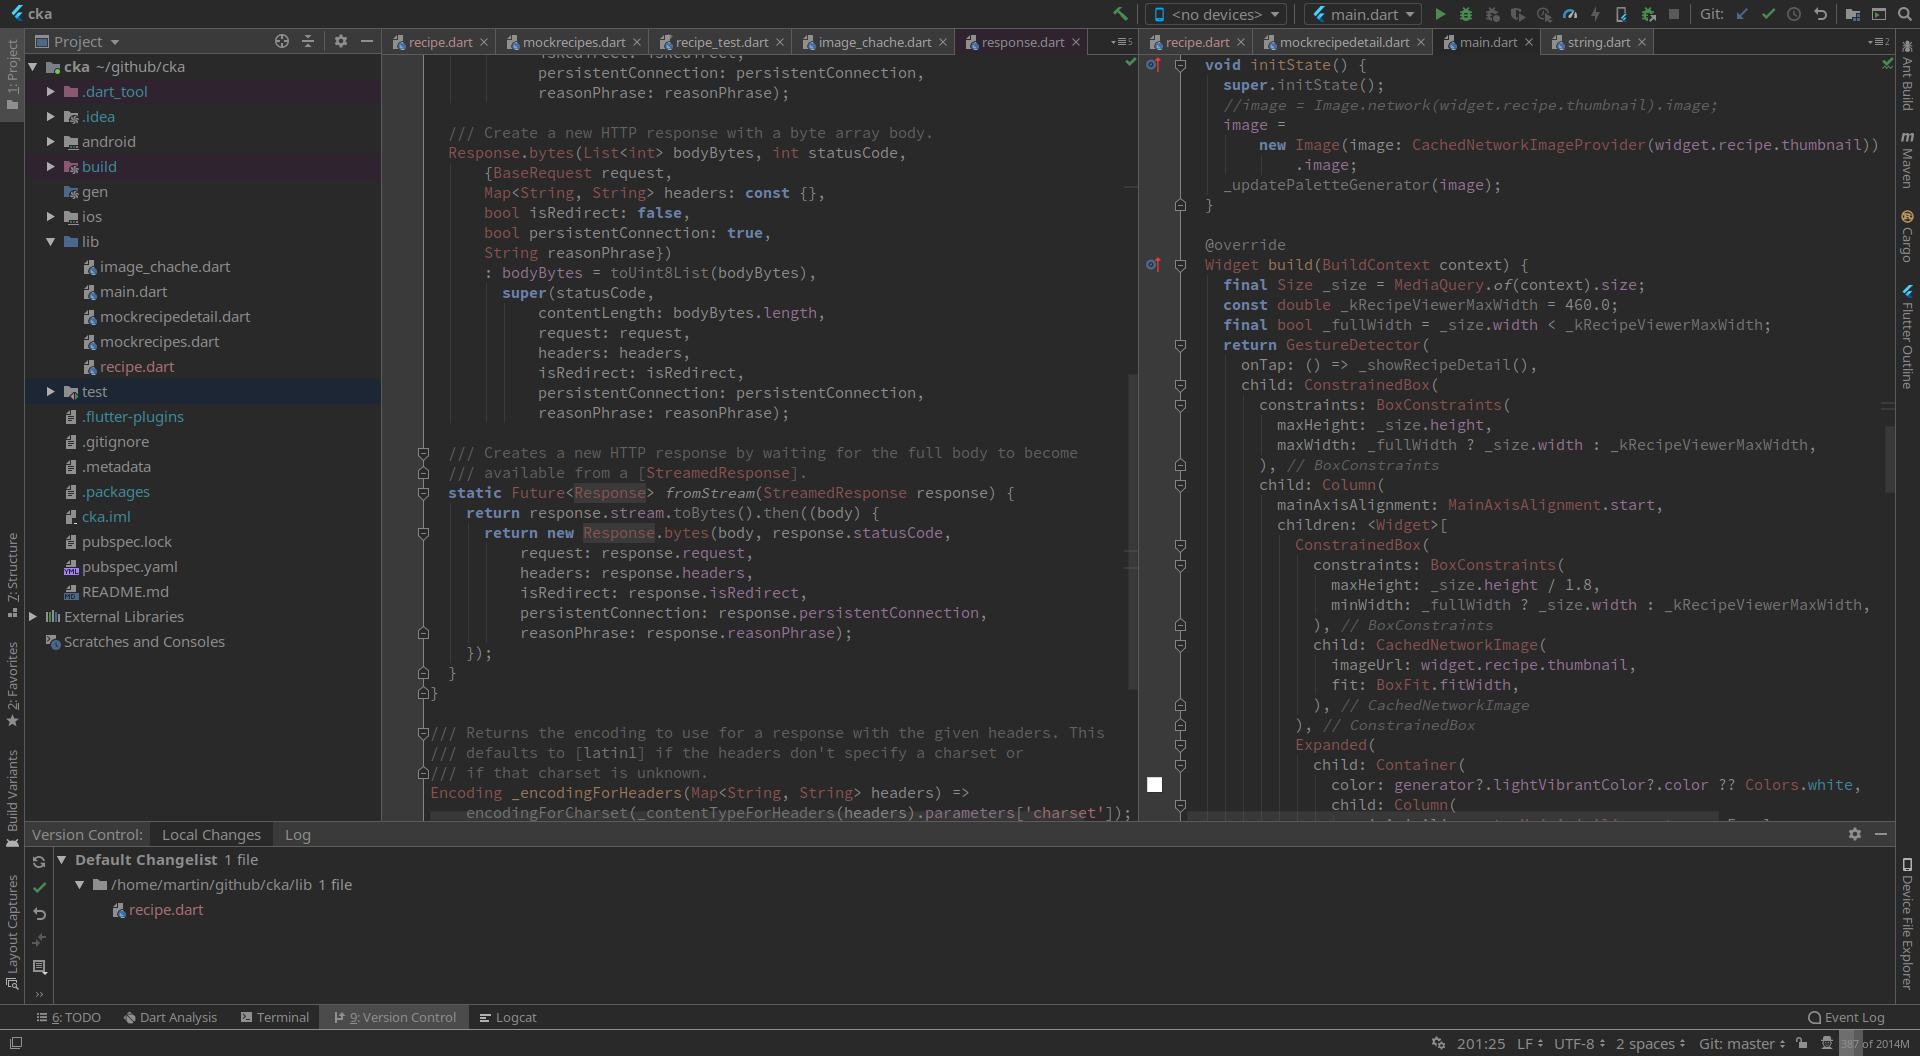 cka
<no devices>
main.dart
Git:
Project
recipe.dart
mockrecipes.dart
recipe_test.dart
image_chache.dart
response.dart
5
recipe.dart
mockrecipedetail.dart
main.dart
string.dart
2
1: Project
7: Structure
2: Favorites
Build Variants
Layout Captures
cka ~/github/cka
.dart_tool
.idea
android
build
gen
ios
lib
image_chache.dart
main.dart
mockrecipedetail.dart
mockrecipes.dart
recipe.dart
test
.flutter-plugins
.gitignore
.metadata
.packages
cka.iml
pubspec.lock
pubspec.yaml
README.md
External Libraries
Scratches and Consoles
persistentConnection: persistentConnection,
reasonPhrase: reasonPhrase);
/// Create a new HTTP response with a byte array body.
Response.bytes(List<int> bodyBytes, int statusCode,
{BaseRequest request,
Map<String, String> headers: const {},
bool isRedirect: false,
bool persistentConnection: true,
String reasonPhrase})
: bodyBytes = toUint8List(bodyBytes),
super(statusCode,
contentLength: bodyBytes.length,
request: request,
headers: headers,
isRedirect: isRedirect,
persistentConnection: persistentConnection,
reasonPhrase: reasonPhrase);
/// Creates a new HTTP response by waiting for the full body to become
/// available from a [StreamedResponse].
static Future<Response> fromStream(StreamedResponse response) {
return response.stream.toBytes().then((body) {
return new Response.bytes(body, response.statusCode,
request: response.request,
headers: response.headers,
isRedirect: response.isRedirect,
persistentConnection: response.persistentConnection,
reasonPhrase: response.reasonPhrase);
});
}
}
/// Returns the encoding to use for a response with the given headers. This
/// defaults to [latin1] if the headers don't specify a charset or
/// if that charset is unknown.
Encoding _encodingForHeaders(Map<String, String> headers) =>
encodingForCharset(_contentTypeForHeaders(headers).parameters['charset']);
void initState() {
super.initState();
//image = Image.network(widget.recipe.thumbnail).image;
image =
new Image(image: CachedNetworkImageProvider(widget.recipe.thumbnail))
.image;
_updatePaletteGenerator(image);
}
@override
Widget build(BuildContext context) {
final Size _size = MediaQuery.of(context).size;
const double _kRecipeViewerMaxWidth = 460.0;
final bool _fullWidth = _size.width < _kRecipeViewerMaxWidth;
return GestureDetector(
onTap: () => _showRecipeDetail(),
child: ConstrainedBox(
constraints: BoxConstraints(
maxHeight: _size.height,
maxWidth: _fullWidth ? _size.width : _kRecipeViewerMaxWidth,
), // BoxConstraints
child: Column(
mainAxisAlignment: MainAxisAlignment.start,
children: <Widget>[
ConstrainedBox(
constraints: BoxConstraints(
maxHeight: _size.height / 1.8,
minWidth: _fullWidth ? _size.width : _kRecipeViewerMaxWidth,
), // BoxConstraints
child: CachedNetworkImage(
imageUrl: widget.recipe.thumbnail,
fit: BoxFit.fitWidth,
), // CachedNetworkImage
), // ConstrainedBox
Expanded(
child: Container(
color: generator?.lightVibrantColor?.color ?? Colors.white,
child: Column(
Ant Build
Maven
Cargo
Flutter Outline
Device File Explorer
Version Control:
Local Changes
Log
Default Changelist 1 file
/home/martin/github/cka/lib 1 file
recipe.dart
6: TODO
Dart Analysis
Terminal
9: Version Control
Logcat
Event Log
201:25
LF
UTF-8
2 spaces
Git: master
387 of 2014M